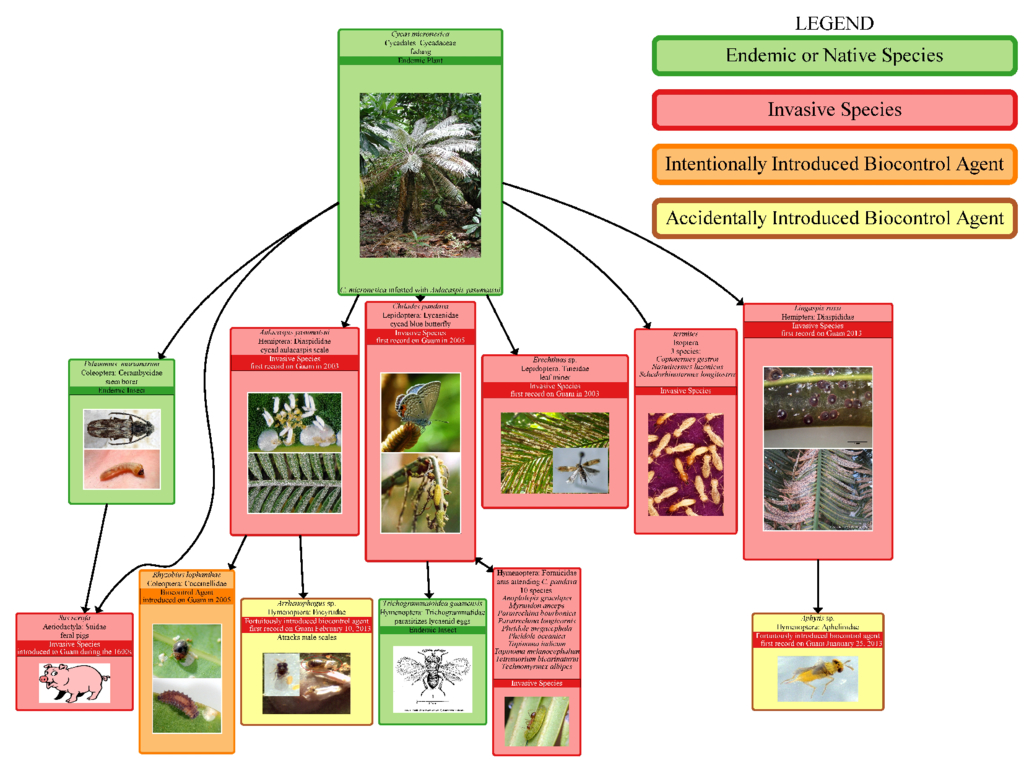 LEGEND
Endemic or Native Species
Invasive Species
Intentionally Introduced Biocontrol Agent
Accidentally Introduced Biocontrol Agent
Cycas micronesica
Cycadales: Cycadaceae
fadang
Endemic Plant
C. micronesica infested with Aulacaspis yasumatsui
Dihammus marianarum
Coleoptera: Cerambycidae
stem borer
Endemic Insect
Aulacaspis yasumatsui
Hemiptera: Diaspididae
cycad aulacaspis scale
Invasive Species
first record on Guam in 2003
Chilades pandava
Lepidoptera: Lycaenidae
cycad blue butterfly
Invasive Species
first record on Guam in 2005
Erechthias sp.
Lepidoptera: Tineidae
leaf miner
Invasive Species
first record on Guam in 2003
termites
Isoptera
3 species:
Coptotermes gestroi
Nasutitermes luzonicus
Schedorhinotermes longirostris
Invasive Species
Lingaspis rossi
Hemiptera: Diaspididae
Invasive Species
first record on Guam 2013
Sus scrofa
Artiodactyla: Suidae
feral pigs
Invasive Species
introduced to Guam during the 1600s
Rhyzobius lophanthae
Coleoptera: Coccinellidae
Biocontrol Agent
introduced on Guam in 2005
Arrhenophagus sp.
Hymenoptera: Encyrtidae
Fortuitously introduced biocontrol agent
first record Guam February 10, 2013
Attacks male scales
Trichogrammatoidea guamensis
Hymenoptera: Trichogrammatidae
parasitizes lycaenid eggs
Endemic Insect
Hymenoptera: Formicidae
ants attending C. pandava
10 species
Anoplolepis gracilipes
Myrundon anceps
Paratrechina bourbonica
Paratrechina longicornis
Pheidole megacephala
Pheidole oceanica
Tapinoma indicum
Tapinoma melanocephalum
Tetramorium bicarinatum
Technomyrmex albipes
Invasive Species
Aphytis sp.
Hymenoptera: Aphelinidae
Fortuitously introduced biocontrol agent
first record on Guam Jnanuary 25, 2013